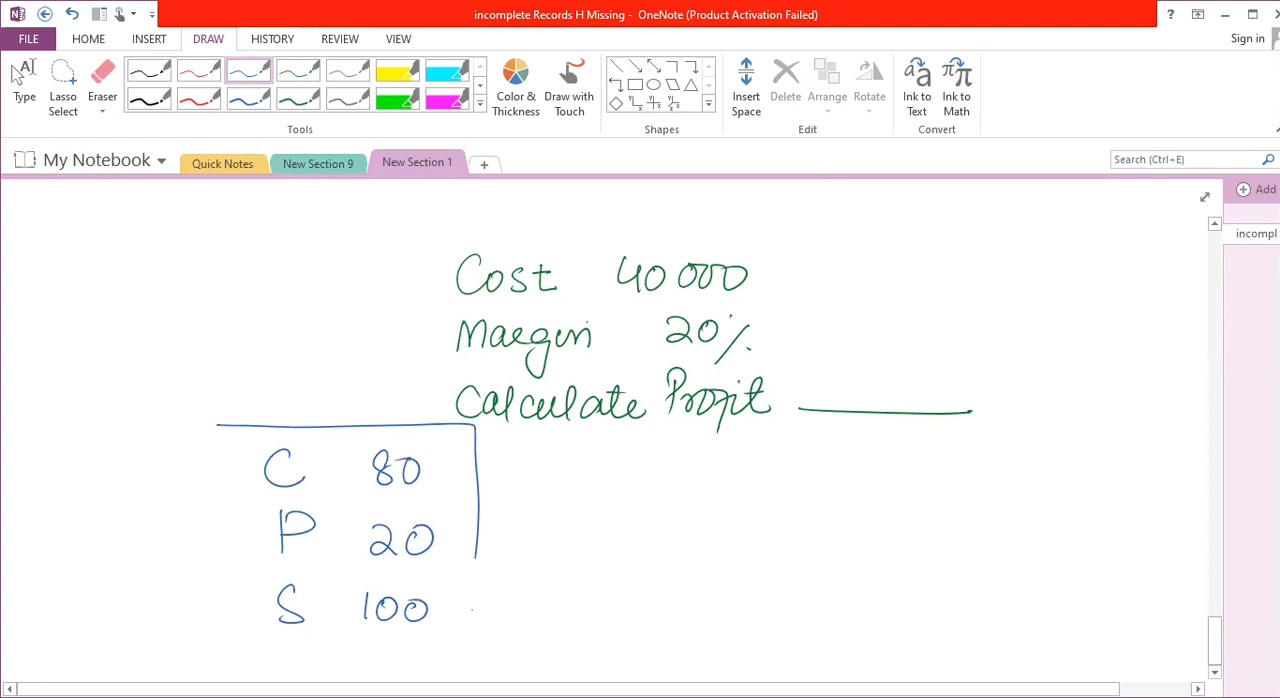 incomplete Records H Missing - OneNote (Product Activation Failed)
?
Sign in
FILE HOME INSERT DRAW HISTORY REVIEW VIEW
Type
Lasso Select
Eraser
Color & Thickness
Draw with Touch
Insert Space
Delete
Arrange
Rotate
Ink to Text
Ink to Math
Tools
Shapes
Edit
Convert
My Notebook
Quick Notes
New Section 9
New Section 1
Search (Ctrl+E)
Add
incompl
Cost 40000
Margin 20%
Calculate Profit
C 80
P 20
S 100